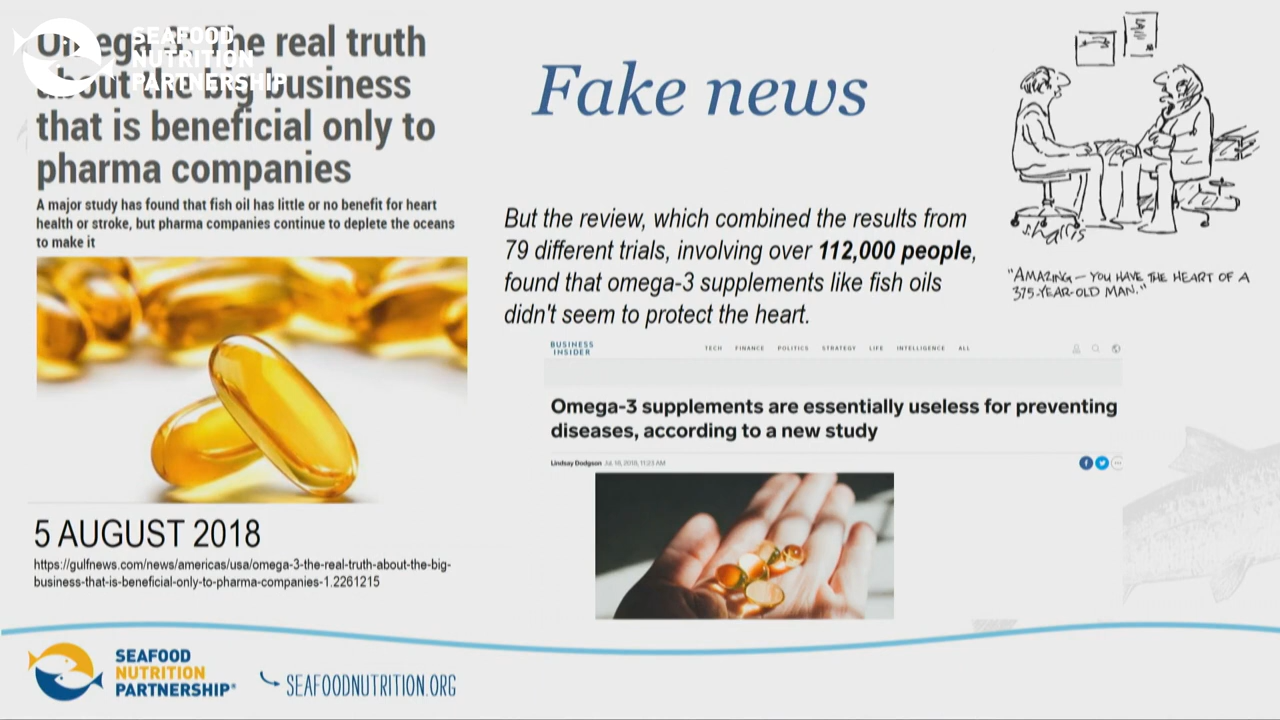 SEAFOOD
NUTRITION
PARTNERSHIP
Omega-3: The real truth
about the big business
that is beneficial only to
pharma companies
A major study has found that fish oil has little or no benefit for heart
health or stroke, but pharma companies continue to deplete the oceans
to make it
5 AUGUST 2018
https://gulfnews.com/news/americas/usa/omega-3-the-real-truth-about-the-big-
business-that-is-beneficial-only-to-pharma-companies-1.2261215
Fake news
But the review, which combined the results from
79 different trials, involving over 112,000 people,
found that omega-3 supplements like fish oils
didn't seem to protect the heart.
S. Harris
"AMAZING — YOU HAVE THE HEART OF A
375-YEAR-OLD MAN."
BUSINESS
INSIDER
TECH FINANCE POLITICS STRATEGY LIFE INTELLIGENCE ALL
Omega-3 supplements are essentially useless for preventing
diseases, according to a new study
Lindsay Dodgson Jul. 18, 2018, 11:23 AM
SEAFOOD
NUTRITION
PARTNERSHIP®
SEAFOODNUTRITION.ORG